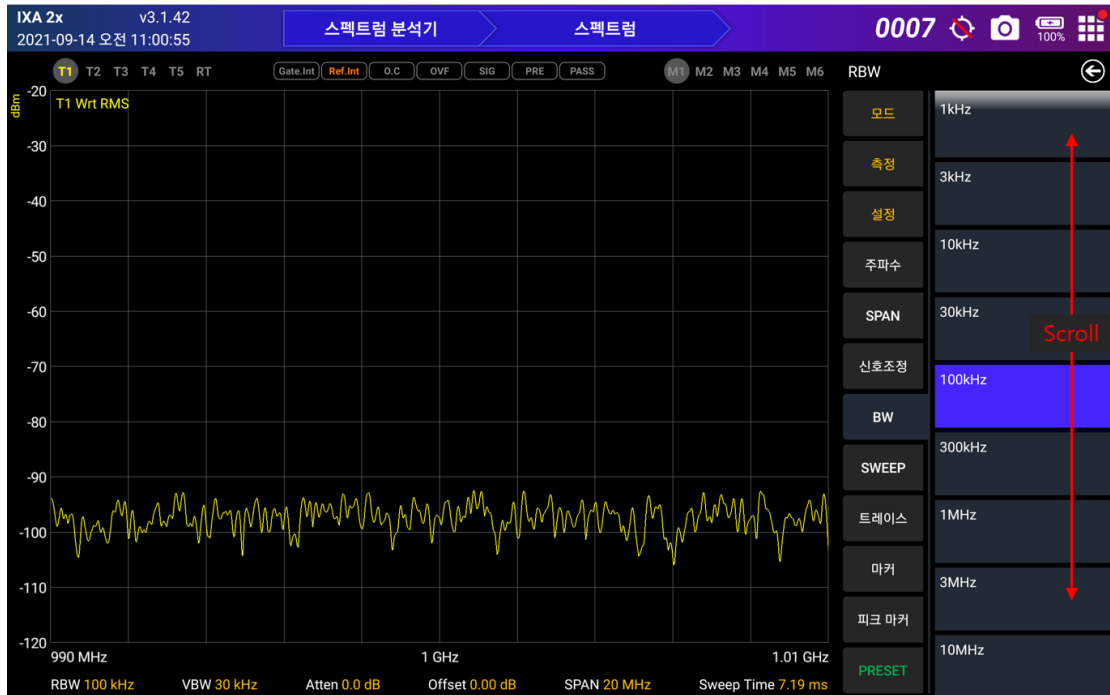 IXA 2x v3.1.42
2021-09-14 오전 11:00:55
스펙트럼 분석기
스펙트럼
0007
100%
T1 T2 T3 T4 T5 RT
Gate.Int Ref.Int O.C OVF SIG PRE PASS
M1 M2 M3 M4 M5 M6
RBW
dBm
T1 Wrt RMS
-20
-30
-40
-50
-60
-70
-80
-90
-100
-110
-120
990 MHz 1 GHz 1.01 GHz
RBW 100 kHz VBW 30 kHz Atten 0.0 dB Offset 0.00 dB SPAN 20 MHz Sweep Time 7.19 ms
모드
측정
설정
주파수
SPAN
신호조정
BW
SWEEP
트레이스
마커
피크 마커
PRESET
1kHz
3kHz
10kHz
30kHz
Scroll
100kHz
300kHz
1MHz
3MHz
10MHz